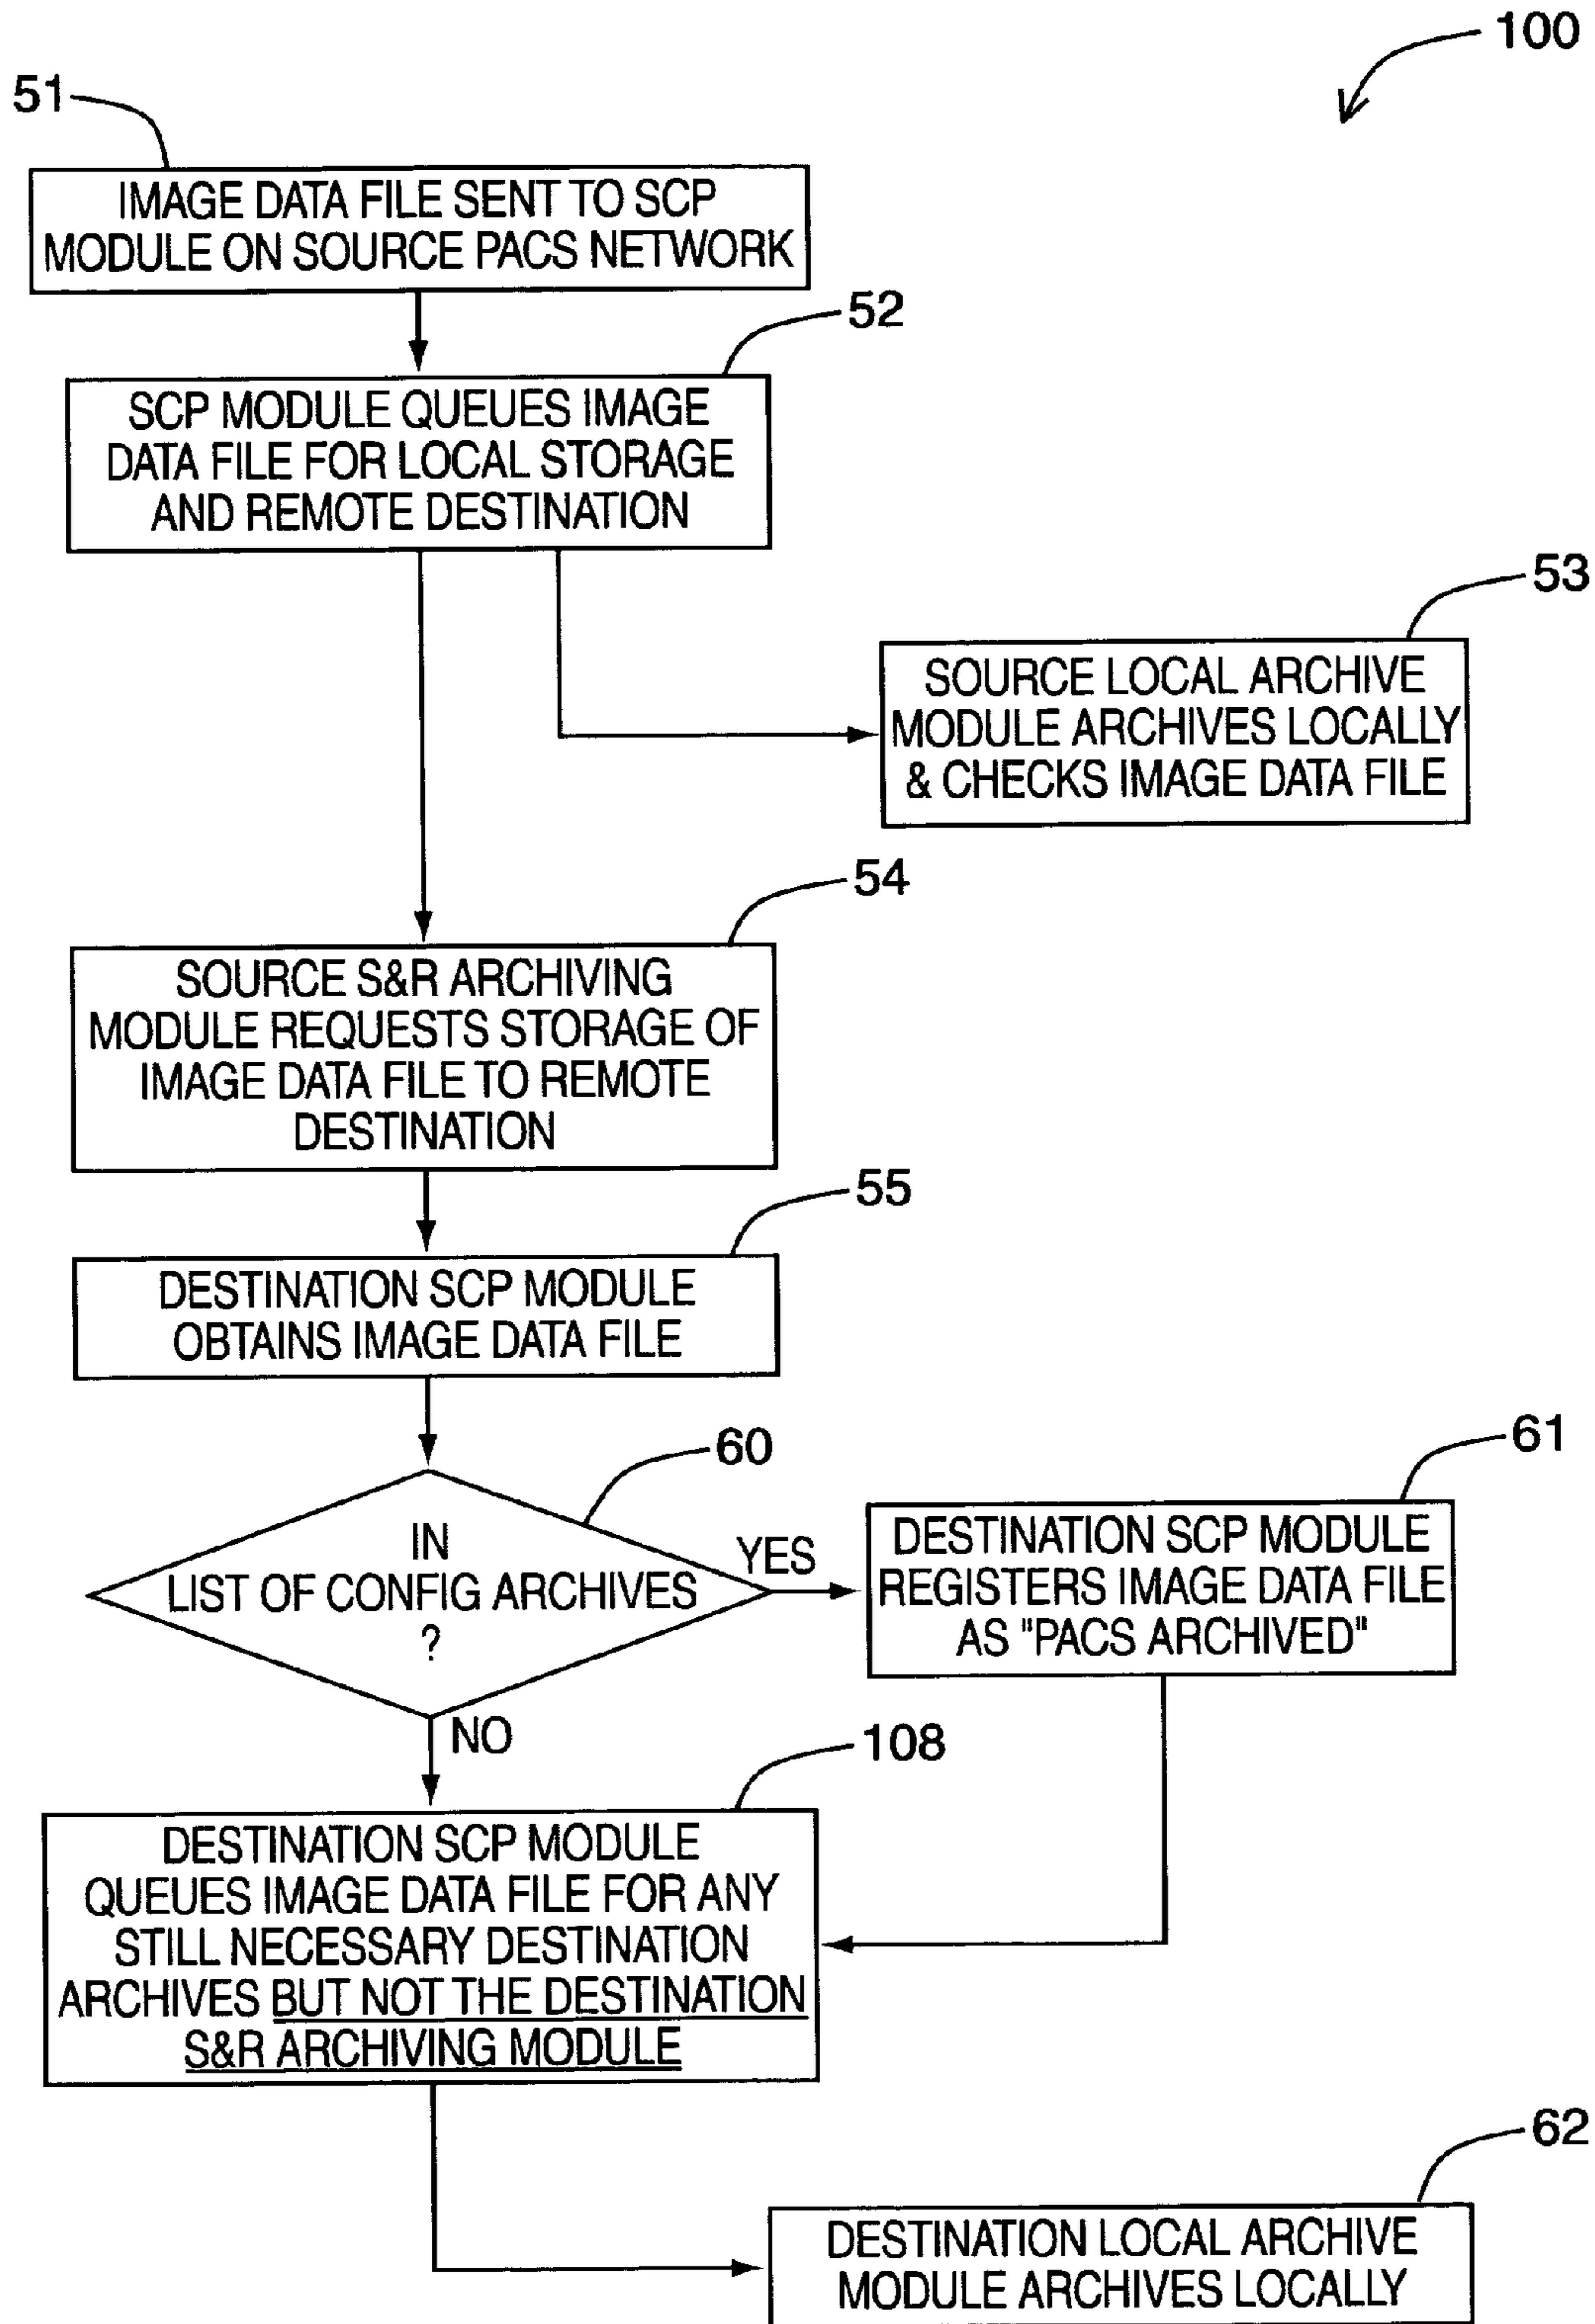 100
51
IMAGE DATA FILE SENT TO SCP
MODULE ON SOURCE PACS NETWORK
52
SCP MODULE QUEUES IMAGE
DATA FILE FOR LOCAL STORAGE
AND REMOTE DESTINATION
53
SOURCE LOCAL ARCHIVE
MODULE ARCHIVES LOCALLY
& CHECKS IMAGE DATA FILE
54
SOURCE S&R ARCHIVING
MODULE REQUESTS STORAGE OF
IMAGE DATA FILE TO REMOTE
DESTINATION
55
DESTINATION SCP MODULE
OBTAINS IMAGE DATA FILE
60
IN
LIST OF CONFIG ARCHIVES
?
YES
61
DESTINATION SCP MODULE
REGISTERS IMAGE DATA FILE
AS "PACS ARCHIVED"
NO
108
DESTINATION SCP MODULE
QUEUES IMAGE DATA FILE FOR ANY
STILL NECESSARY DESTINATION
ARCHIVES BUT NOT THE DESTINATION
S&R ARCHIVING MODULE
62
DESTINATION LOCAL ARCHIVE
MODULE ARCHIVES LOCALLY